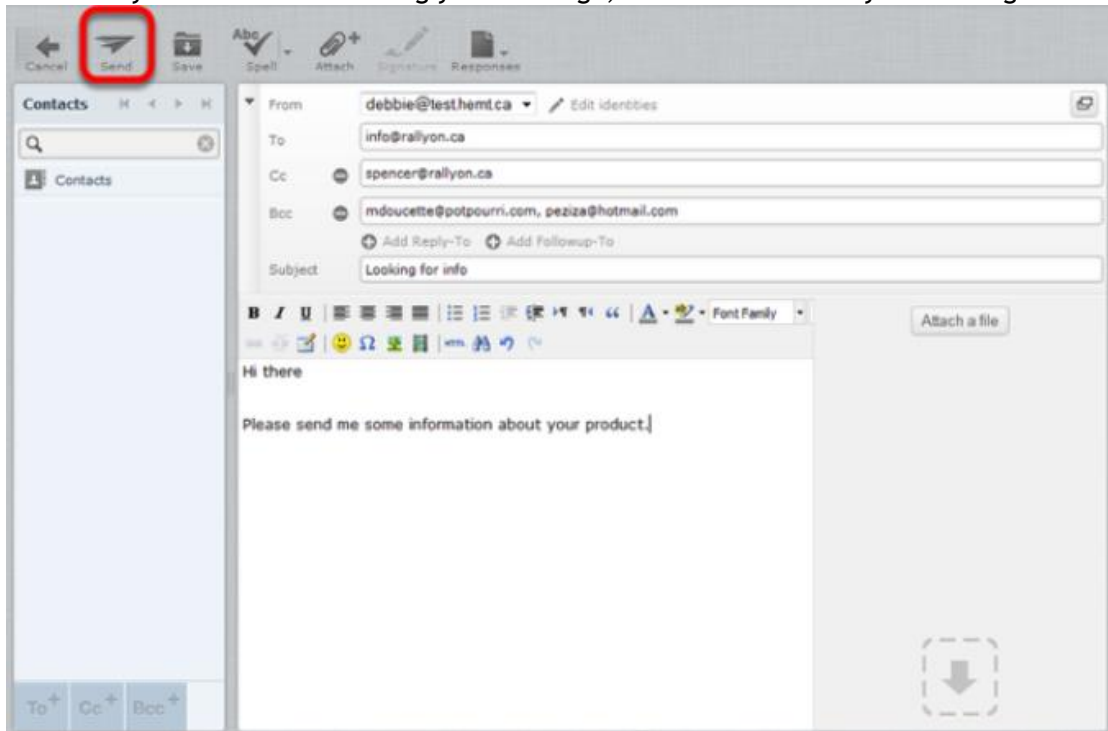 Cancel Send Save Spell Attach Signature Responses
Abc
Contacts
Contacts
From debbie@test.hemt.ca Edit identities
To info@rallyon.ca
Cc spencer@rallyon.ca
Bcc mdoucette@potpourri.com, peziza@hotmail.com
Add Reply-To Add Followup-To
Subject Looking for info
B I U A Font Family
HTML
Attach a file
Hi there
Please send me some information about your product.
To+ Cc+ Bcc+